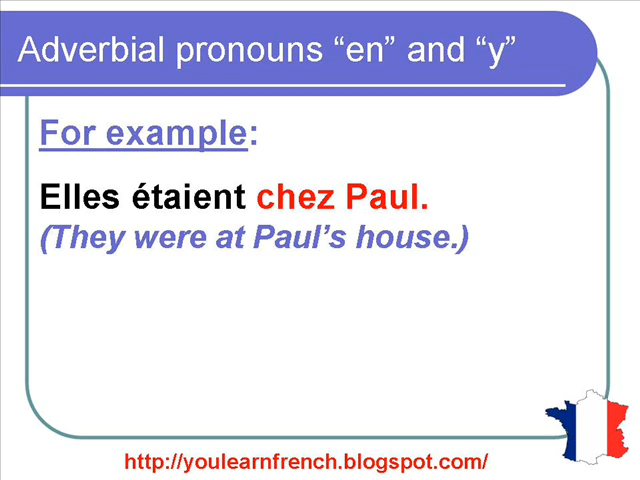 Adverbial pronouns “en” and “y”
For example:
Elles étaient chez Paul.
(They were at Paul’s house.)
http://youlearnfrench.blogspot.com/